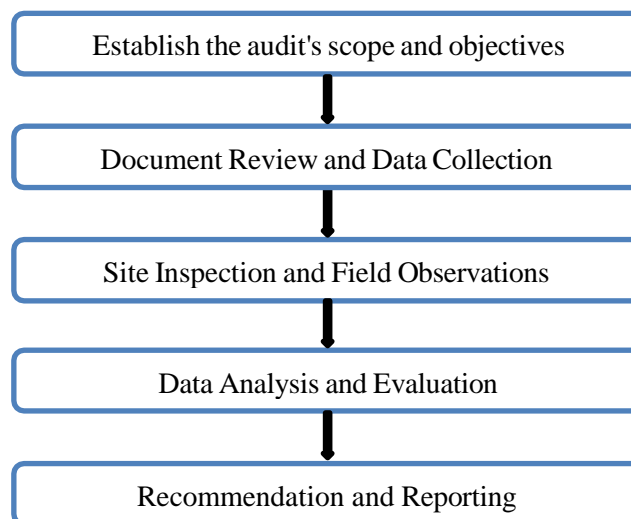 Establish the audit's scope and objectives
Document Review and Data Collection
Site Inspection and Field Observations
Data Analysis and Evaluation
Recommendation and Reporting